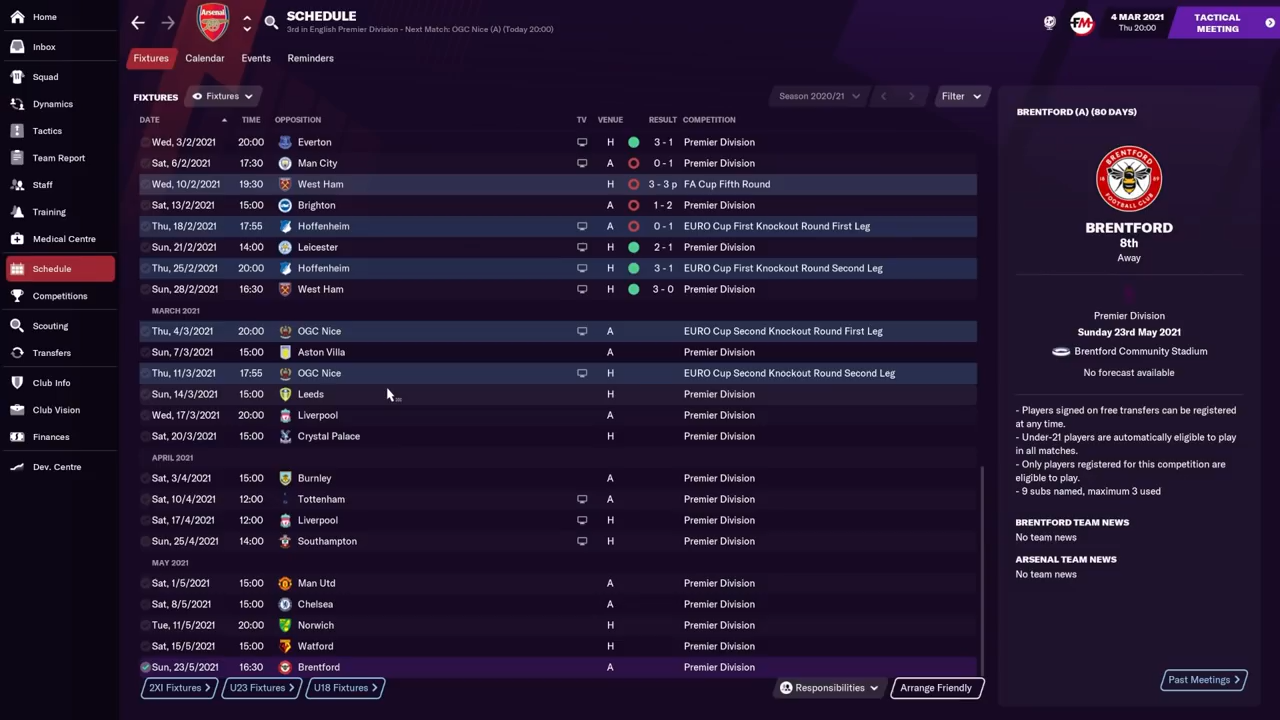 Home
Inbox
Squad
Dynamics
Tactics
Team Report
Staff
Training
Medical Centre
Schedule
Competitions
Scouting
Transfers
Club Info
Club Vision
Finances
Dev. Centre
Arsenal
SCHEDULE
3rd in English Premier Division - Next Match: OGC Nice (A) (Today 20:00)
FM
4 MAR 2021
Thu 20:00
TACTICAL
MEETING
Fixtures Calendar Events Reminders
FIXTURES Fixtures Season 2020/21 Filter
DATE TIME OPPOSITION TV VENUE RESULT COMPETITION
Wed, 3/2/2021 20:00 Everton H 3 - 1 Premier Division
Sat, 6/2/2021 17:30 Man City A 0 - 1 Premier Division
Wed, 10/2/2021 19:30 West Ham H 3 - 3 p FA Cup Fifth Round
Sat, 13/2/2021 15:00 Brighton A 1 - 2 Premier Division
Thu, 18/2/2021 17:55 Hoffenheim A 0 - 1 EURO Cup First Knockout Round First Leg
Sun, 21/2/2021 14:00 Leicester H 2 - 1 Premier Division
Thu, 25/2/2021 20:00 Hoffenheim H 3 - 1 EURO Cup First Knockout Round Second Leg
Sun, 28/2/2021 16:30 West Ham H 3 - 0 Premier Division
MARCH 2021
Thu, 4/3/2021 20:00 OGC Nice A EURO Cup Second Knockout Round First Leg
Sun, 7/3/2021 15:00 Aston Villa A Premier Division
Thu, 11/3/2021 17:55 OGC Nice H EURO Cup Second Knockout Round Second Leg
Sun, 14/3/2021 15:00 Leeds H Premier Division
Wed, 17/3/2021 20:00 Liverpool A Premier Division
Sat, 20/3/2021 15:00 Crystal Palace H Premier Division
APRIL 2021
Sat, 3/4/2021 15:00 Burnley A Premier Division
Sat, 10/4/2021 12:00 Tottenham A Premier Division
Sat, 17/4/2021 12:00 Liverpool H Premier Division
Sun, 25/4/2021 14:00 Southampton H Premier Division
MAY 2021
Sat, 1/5/2021 15:00 Man Utd A Premier Division
Sat, 8/5/2021 15:00 Chelsea A Premier Division
Tue, 11/5/2021 20:00 Norwich H Premier Division
Sat, 15/5/2021 15:00 Watford H Premier Division
Sun, 23/5/2021 16:30 Brentford A Premier Division
2XI Fixtures U23 Fixtures U18 Fixtures Responsibilities Arrange Friendly
BRENTFORD (A) (80 DAYS)
BRENTFORD
18 89
FOOTBALL CLUB
BRENTFORD
8th
Away
Premier Division
Sunday 23rd May 2021
Brentford Community Stadium
No forecast available
- Players signed on free transfers can be registered
at any time.
- Under-21 players are automatically eligible to play
in all matches.
- Only players registered for this competition are
eligible to play.
- 9 subs named, maximum 3 used
BRENTFORD TEAM NEWS
No team news
ARSENAL TEAM NEWS
No team news
Past Meetings